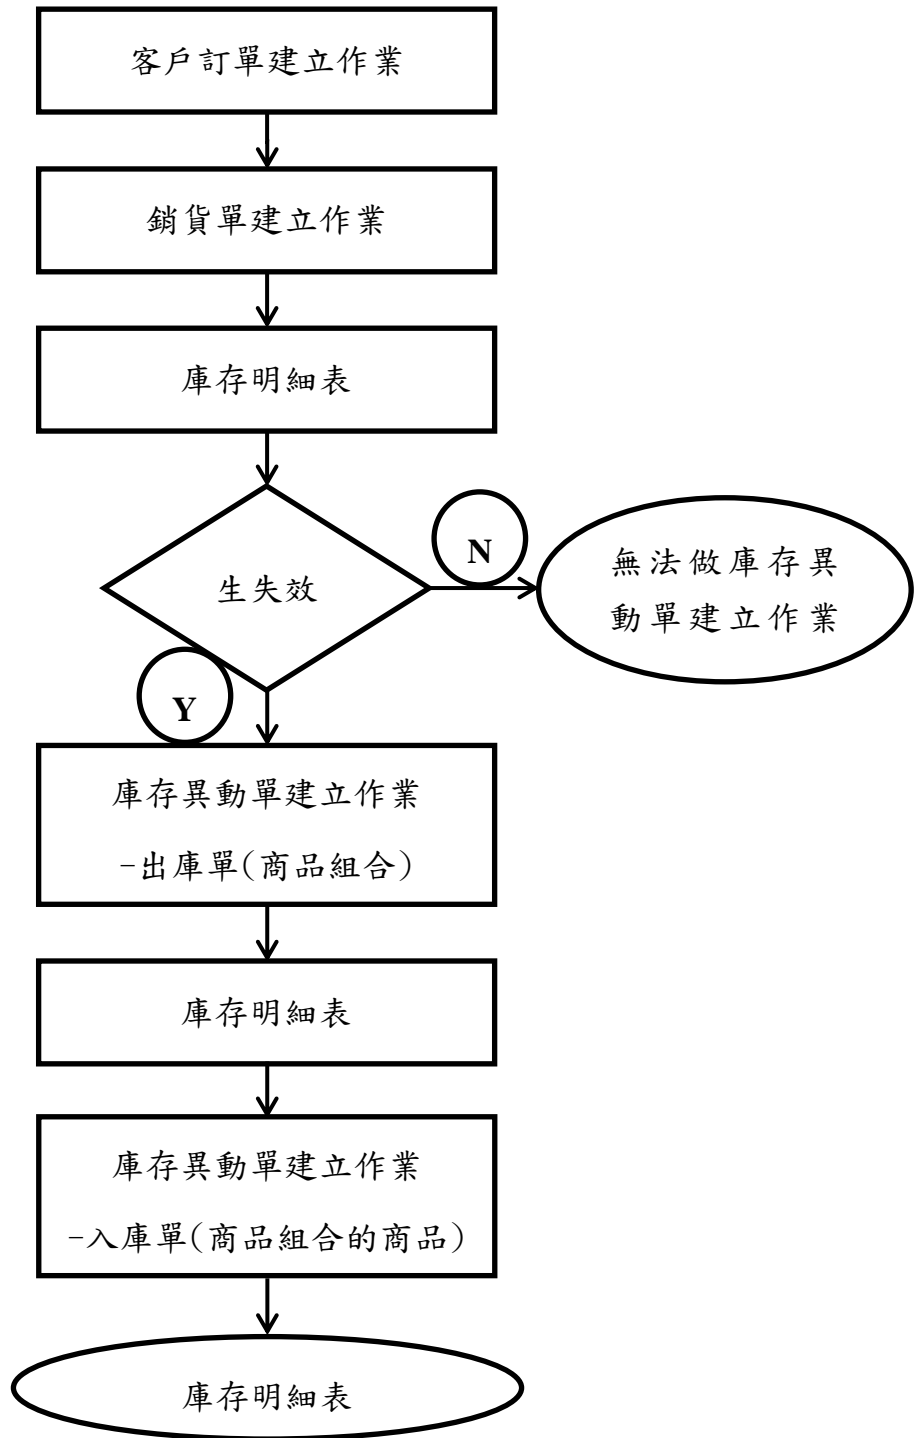 客戶訂單建立作業
銷貨單建立作業
庫存明細表
生失效
N
無法做庫存異
動單建立作業
Y
庫存異動單建立作業
-出庫單(商品組合)
庫存明細表
庫存異動單建立作業
-入庫單(商品組合的商品)
庫存明細表